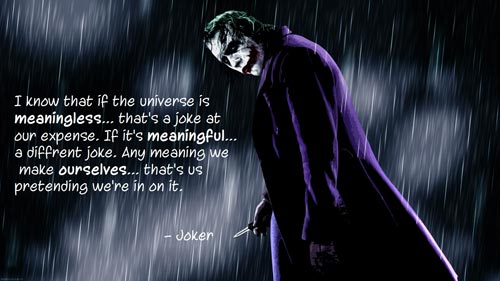 I know that if the universe is
meaningless... that's a joke at
our expense. If it's meaningful...
a diffrent joke. Any meaning we
make ourselves... that's us
pretending we're in on it.
- Joker